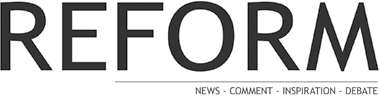 REFORM
NEWS - COMMENT - INSPIRATION - DEBATE